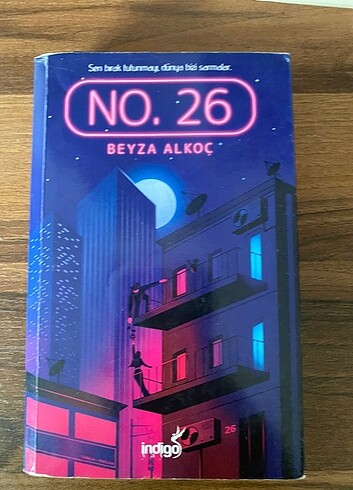 Sen bırak tutunmayı, dünya bizi sarmalar.
NO. 26
BEYZA ALKOÇ
26
indigo